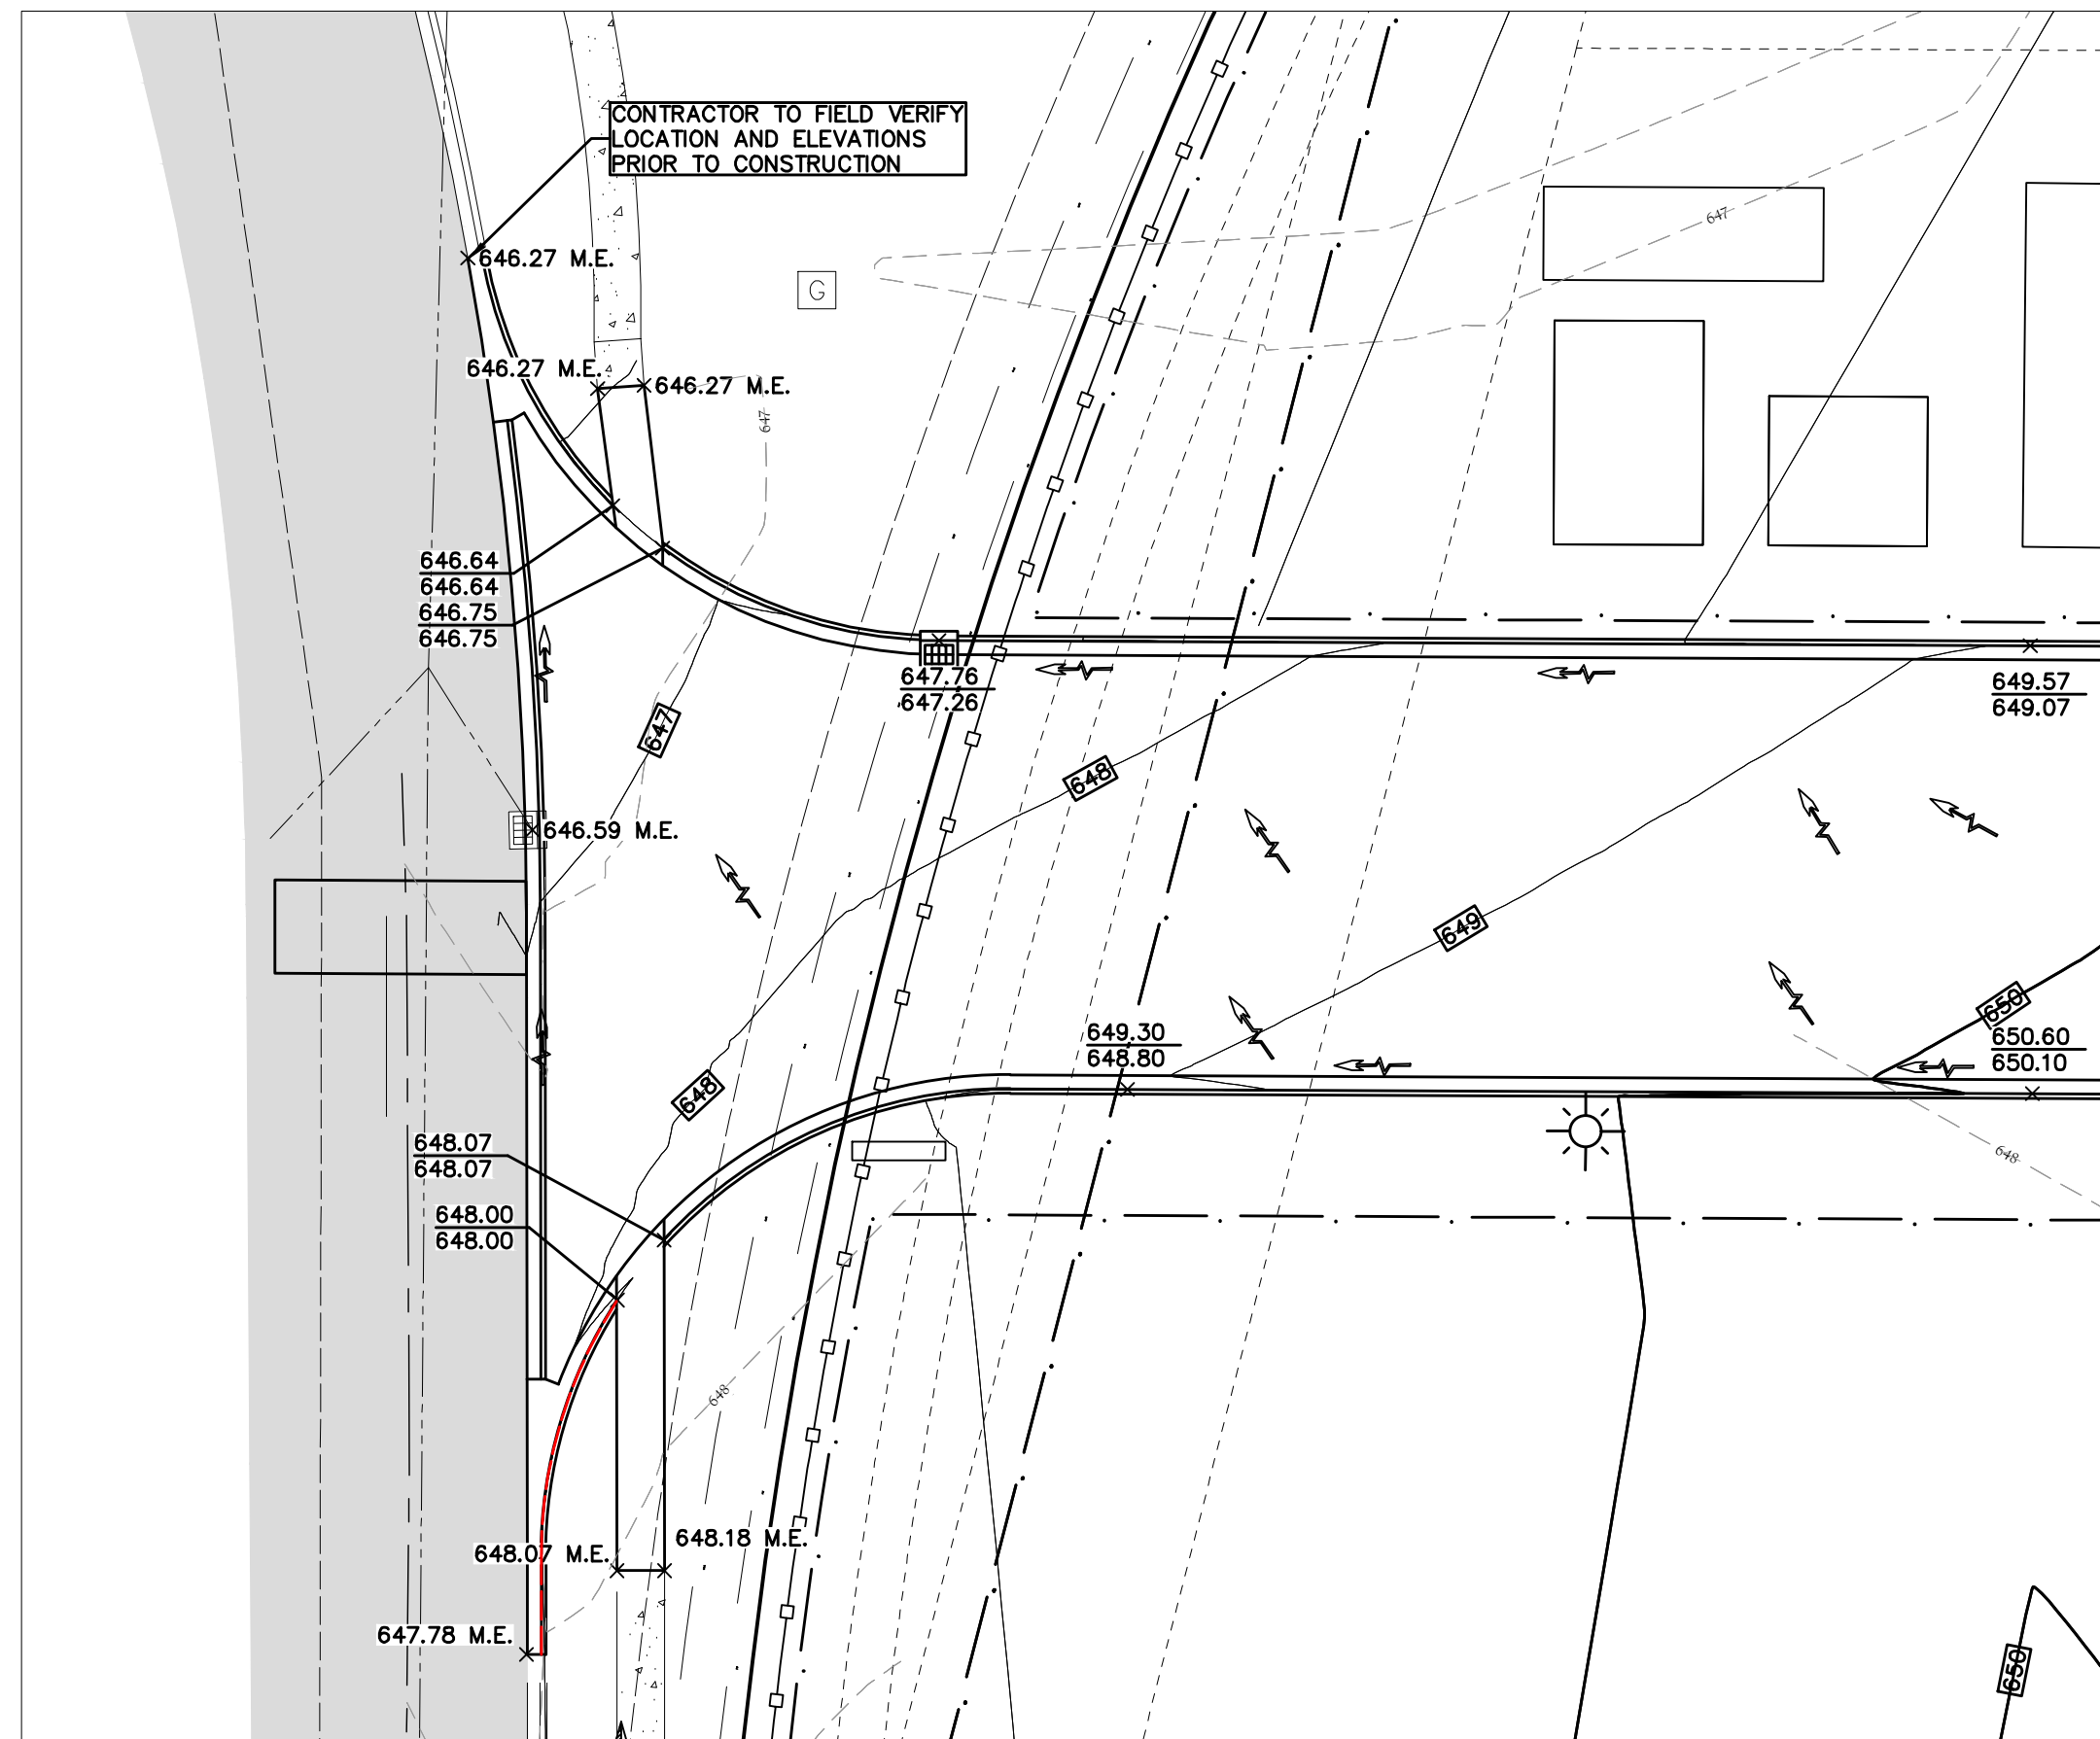 CONTRACTOR TO FIELD VERIFY
LOCATION AND ELEVATIONS
PRIOR TO CONSTRUCTION
647
646.27 M.E.
G
646.27 M.E.
646.27 M.E.
647
646.64
646.64
646.75
646.75
647.76
647.26
649.57
649.07
647
648
646.59 M.E.
649
650
649.30
648.80
650.60
650.10
648
648.07
648.07
648
648.00
648.00
648
648.18 M.E.
648.07 M.E.
647.78 M.E.
650